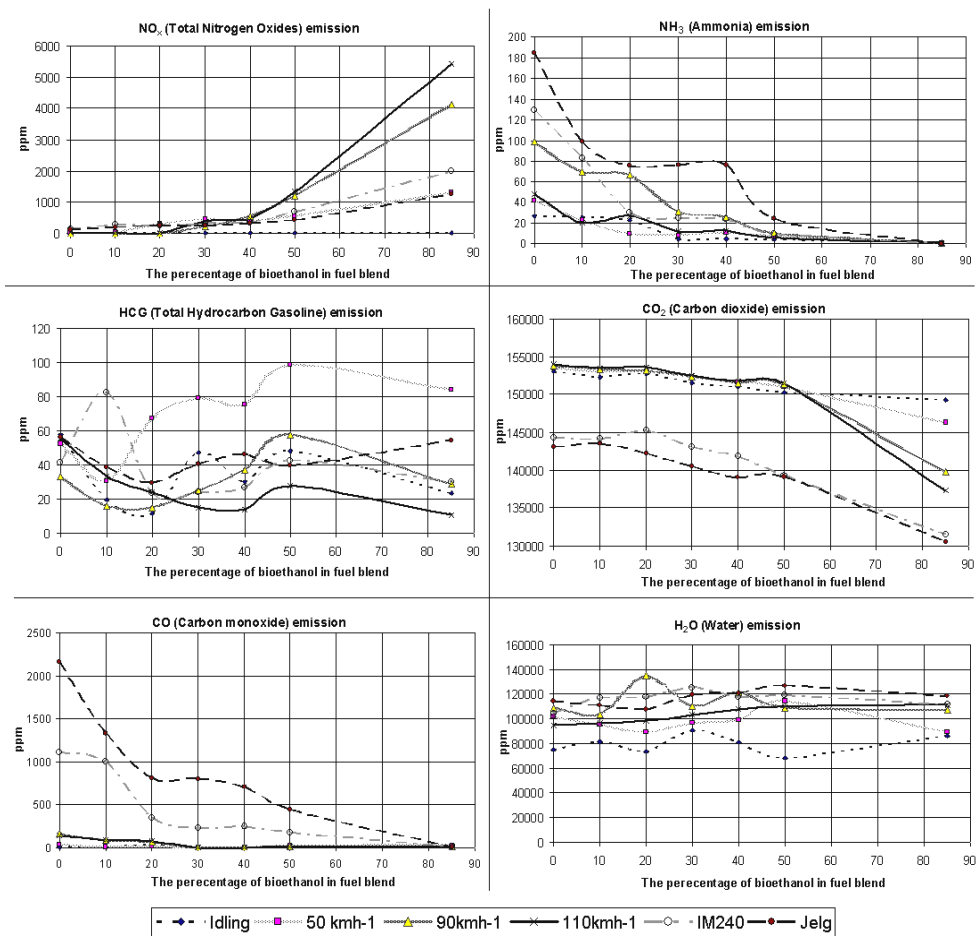 NOx (Total Nitrogen Oxides) emission
6000
5000
4000
3000
2000
1000
0
ppm
0 10 20 30 40 50 60 70 80 90
The perecentage of bioethanol in fuel blend
NH3 (Ammonia) emission
200
180
160
140
120
100
80
60
40
20
0
ppm
0 10 20 30 40 50 60 70 80 90
The perecentage of bioethanol in fuel blend
HCG (Total Hydrocarbon Gasoline) emission
120
100
80
60
40
20
0
ppm
0 10 20 30 40 50 60 70 80 90
The perecentage of bioethanol in fuel blend
CO2 (Carbon dioxide) emission
160000
155000
150000
145000
140000
135000
130000
ppm
0 10 20 30 40 50 60 70 80 90
The perecentage of bioethanol in fuel blend
CO (Carbon monoxide) emission
2500
2000
1500
1000
500
0
ppm
0 10 20 30 40 50 60 70 80 90
The perecentage of bioethanol in fuel blend
H2O (Water) emission
160000
140000
120000
100000
80000
60000
40000
20000
0
ppm
0 10 20 30 40 50 60 70 80 90
The perecentage of bioethanol in fuel blend
Idling 50 kmh-1 90kmh-1 110kmh-1 IM240 Jelg